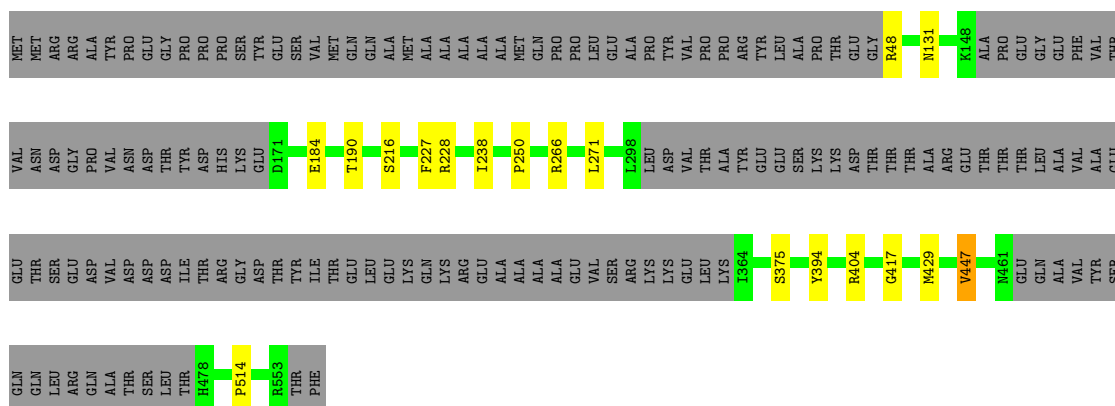 MET MET ARG ARG ALA TYR PRO GLU GLY PRO PRO PRO SER TYR GLU SER VAL MET GLN GLN ALA MET ALA ALA ALA ALA ALA MET GLN PRO PRO LEU GLU ALA PRO TYR VAL PRO PRO ARG TYR LEU ALA PRO THR GLU GLY R48 N131 K148 ALA PRO GLU GLY GLU PHE VAL THR
VAL ASN ASP GLY PRO VAL ASN ASP THR TYR ASP HIS LYS GLU D171 E184 T190 S216 F227 R228 I238 P250 R266 L271 L298 LEU ASP VAL THR ALA TYR GLU GLU SER LYS LYS ASP THR THR THR ALA ARG GLU THR THR THR LEU ALA VAL ALA GLU
GLU THR SER GLU ASP VAL ASP ASP ASP ILE THR ARG GLY ASP THR TYR ILE THR GLU LEU GLU LYS GLN LYS ARG GLU ALA ALA ALA ALA GLU VAL SER ARG LYS LYS GLU LEU LYS I364 S375 Y394 R404 G417 M429 V447 N461 GLU GLN ALA VAL TYR SER
GLN GLN LEU ARG GLN ALA THR SER LEU THR H478 P514 R553 THR PHE